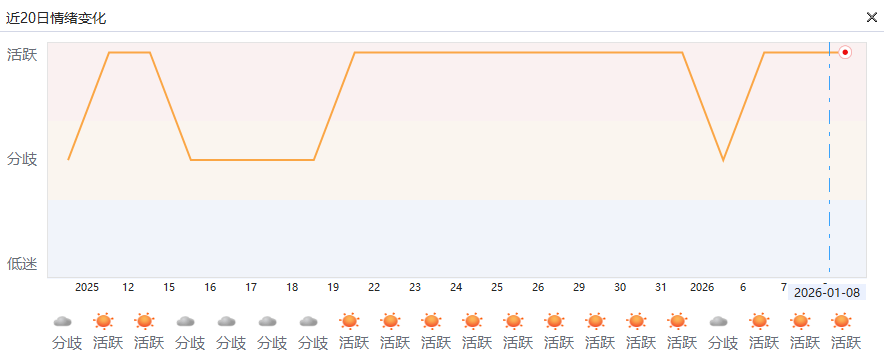 近20日情绪变化
活跃
分歧
低迷
2025 12 15 16 17 18 19 22 23 24 25 26 29 30 31 2026 6 7
2026-01-08
分歧 活跃 活跃 分歧 分歧 分歧 分歧 活跃 活跃 活跃 活跃 活跃 活跃 活跃 活跃 活跃 分歧 活跃 活跃 活跃